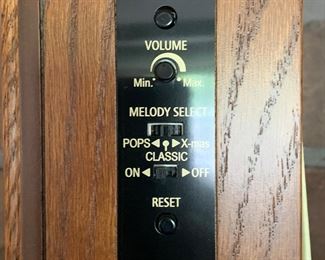 VOLUME
Min. Max.
MELODY SELECT
POPS◄ ►X-mas
CLASSIC
ON◄ ►OFF
RESET